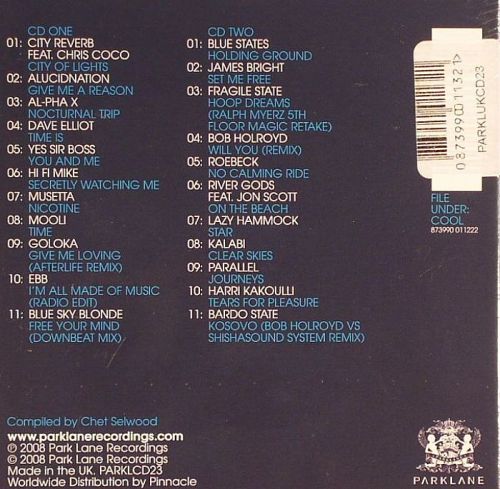 CD ONE
01: CITY REVERB
FEAT. CHRIS COCO
CITY OF LIGHTS
02: ALUCIDNATION
GIVE ME A REASON
03: AL-PHA X
NOCTURNAL TRIP
04: DAVE ELLIOT
TIME IS
05: YES SIR BOSS
YOU AND ME
06: HI FI MIKE
SECRETLY WATCHING ME
07: MUSETTA
NICOTINE
08: MOOLI
TIME
09: GOLOKA
GIVE ME LOVING
(AFTERLIFE REMIX)
10: EBB
I'M ALL MADE OF MUSIC
(RADIO EDIT)
11: BLUE SKY BLONDE
FREE YOUR MIND
(DOWNBEAT MIX)
CD TWO
01: BLUE STATES
HOLDING GROUND
02: JAMES BRIGHT
SET ME FREE
03: FRAGILE STATE
HOOP DREAMS
(RALPH MYERZ 5TH
FLOOR MAGIC RETAKE)
04: BOB HOLROYD
WILL YOU (REMIX)
05: ROEBECK
NO CALMING RIDE
06: RIVER GODS
FEAT. JON SCOTT
ON THE BEACH
07: LAZY HAMMOCK
STAR
08: KALABI
CLEAR SKIES
09: PARALLEL
JOURNEYS
10: HARRI KAKOULLI
TEARS FOR PLEASURE
11: BARDO STATE
KOSOVO (BOB HOLROYD VS
SHISHASOUND SYSTEM REMIX)
0 873990 011321>
PARKLUKCD23
FILE
UNDER:
COOL
873990 011222
Compiled by Chet Selwood
www.parklanerecordings.com
℗ 2008 Park Lane Recordings
© 2008 Park Lane Recordings
Made in the UK. PARKLCD23
Worldwide Distribution by Pinnacle
PARKLANE